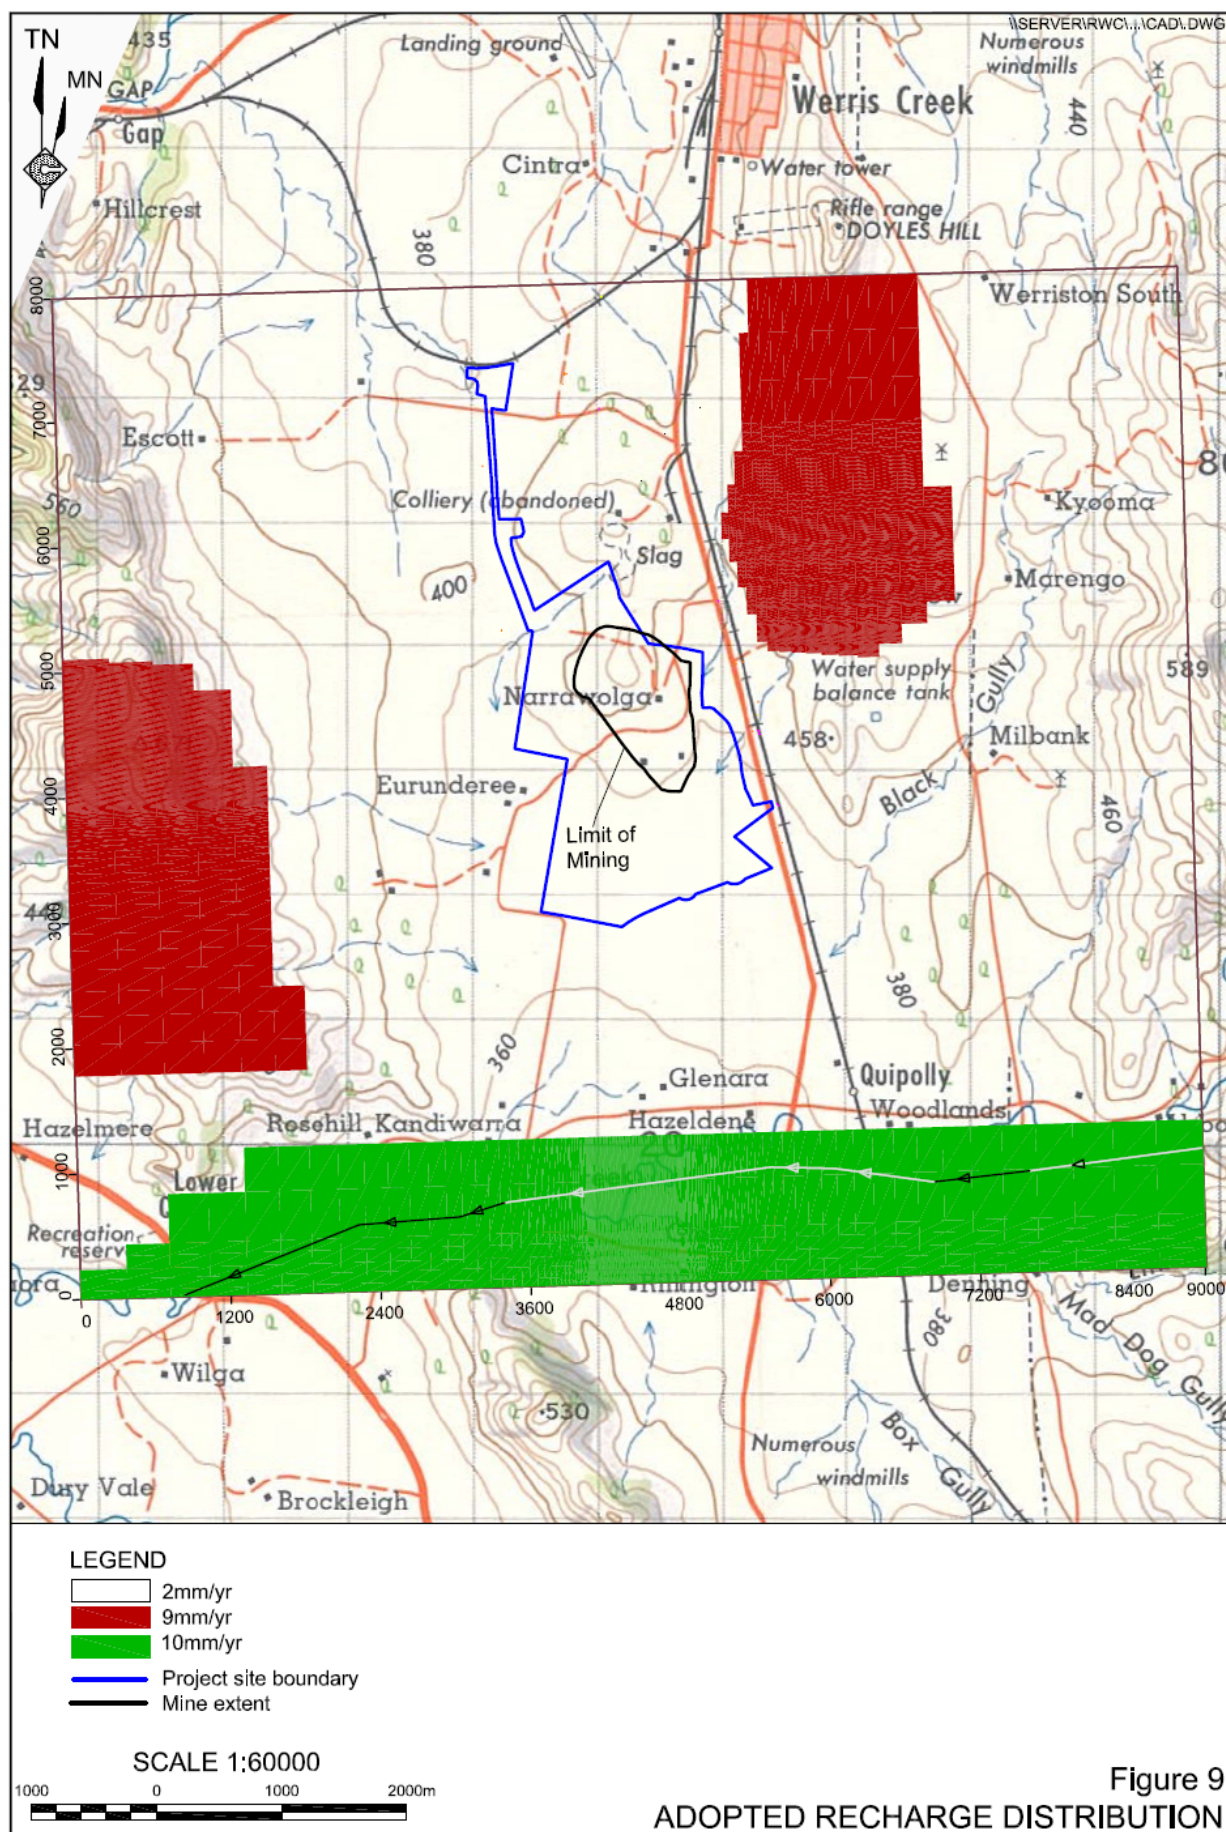 \\SERVER\RWC\...\CAD\.DWG
TN
MN
435
GAP
Gap
Landing ground
Numerous
windmills
440
Werris Creek
Cintra
Water tower
Hillcrest
Rifle range
DOYLES HILL
380
8000
Werriston South
529
7000
Escott
Colliery (abandoned)
Kyooma
560
6000
Slag
400
Marengo
5000
Water supply
balance tank
Gully
589
Narrawolga
458
Milbank
Eurunderee
Black
4000
460
Limit of
Mining
3000
380
2000
360
Glenara
Quipolly
Woodlands
Hazelmere
Rosehill
Kandiwarra
Hazeldene
1000
Lower
Recreation
reserv
0
0
1200
2400
3600
4800
6000
7200
8400
9000
Denning
380
Mad Dog Gully
Wilga
530
Numerous
windmills
Box
Gully
Dury Vale
Brockleigh
LEGEND
2mm/yr
9mm/yr
10mm/yr
Project site boundary
Mine extent
SCALE 1:60000
1000
0
1000
2000m
Figure 9
ADOPTED RECHARGE DISTRIBUTION